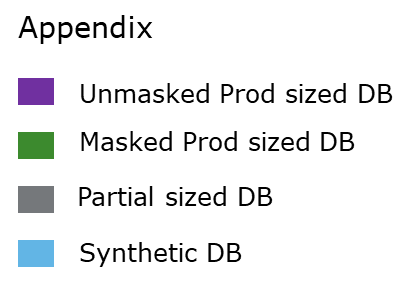 Appendix
Unmasked Prod sized DB
Masked Prod sized DB
Partial sized DB
Synthetic DB